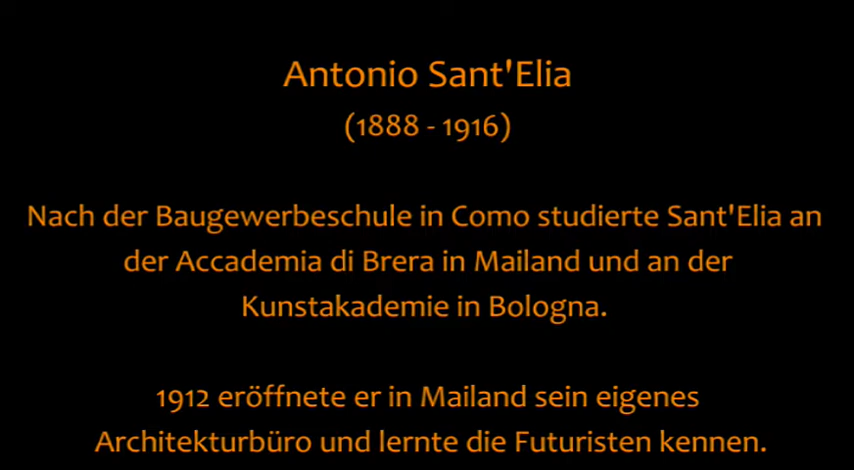 Antonio Sant'Elia
(1888 - 1916)
Nach der Baugewerbeschule in Como studierte Sant'Elia an
der Accademia di Brera in Mailand und an der
Kunstakademie in Bologna.
1912 eröffnete er in Mailand sein eigenes
Architekturbüro und lernte die Futuristen kennen.